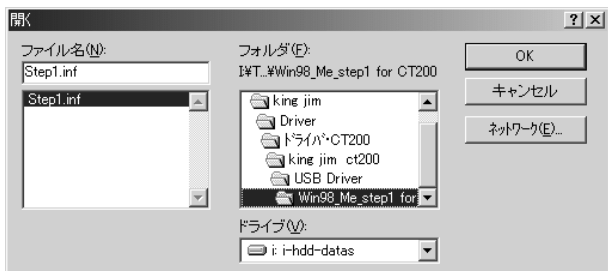 開く
ファイル名(N):
Step1.inf
Step1.inf
フォルダ(F):
I:¥T...¥Win98_Me_step1 for CT200
king jim
Driver
ドライバ・CT200
king jim ct200
USB Driver
Win98_Me_step1 for
ドライブ(V):
i: i-hdd-datas
OK
キャンセル
ネットワーク(E)...